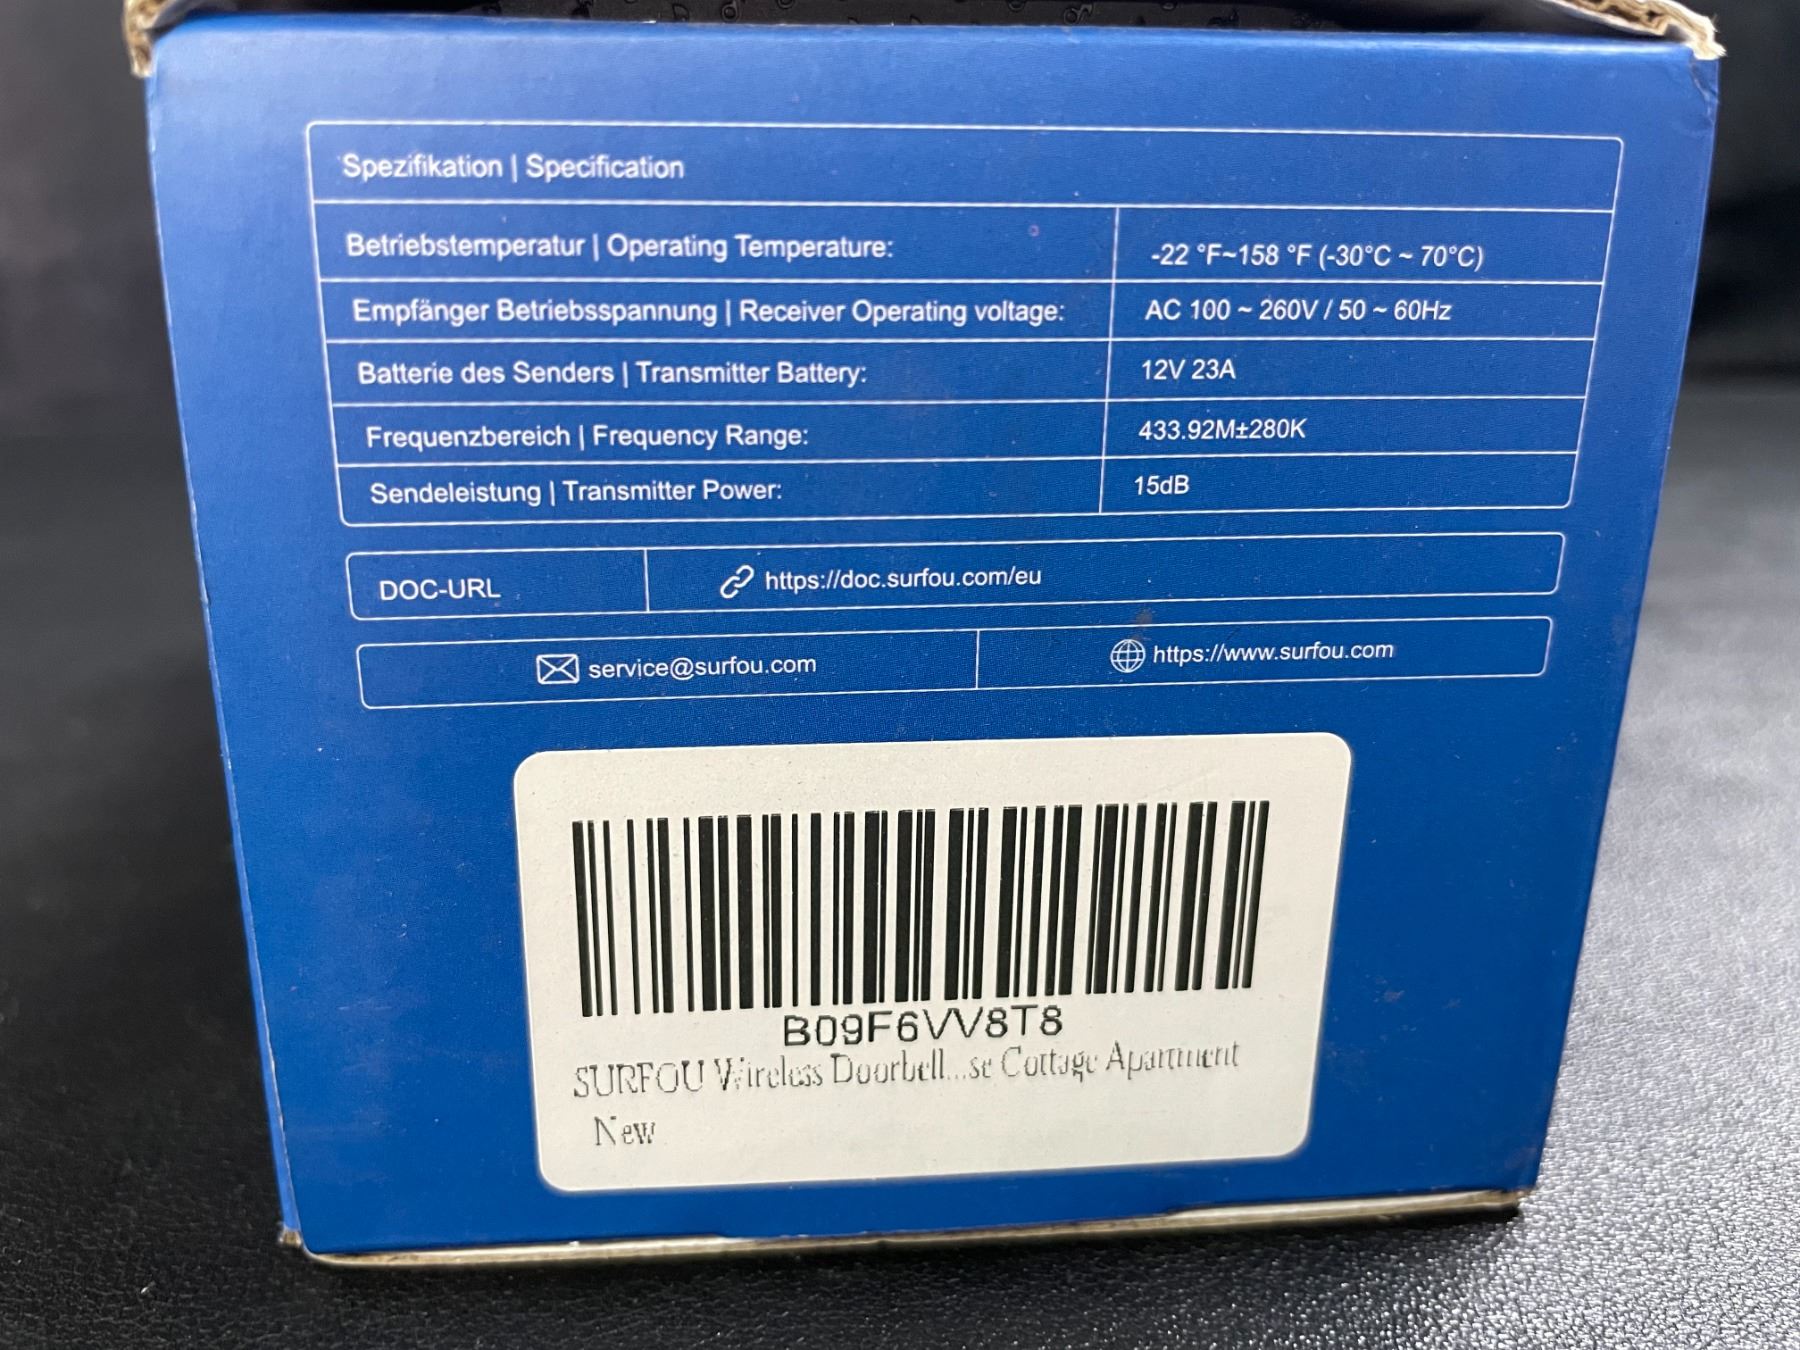 Spezifikation | Specification
Betriebstemperatur | Operating Temperature: -22 °F~158 °F (-30°C ~ 70°C)
Empfänger Betriebsspannung | Receiver Operating voltage: AC 100 ~ 260V / 50 ~ 60Hz
Batterie des Senders | Transmitter Battery: 12V 23A
Frequenzbereich | Frequency Range: 433.92M±280K
Sendeleistung | Transmitter Power: 15dB
DOC-URL https://doc.surfou.com/eu
service@surfou.com https://www.surfou.com
B09F6VV8T8
SURFOU Wireless Doorbell...se Cottage Apartment
New